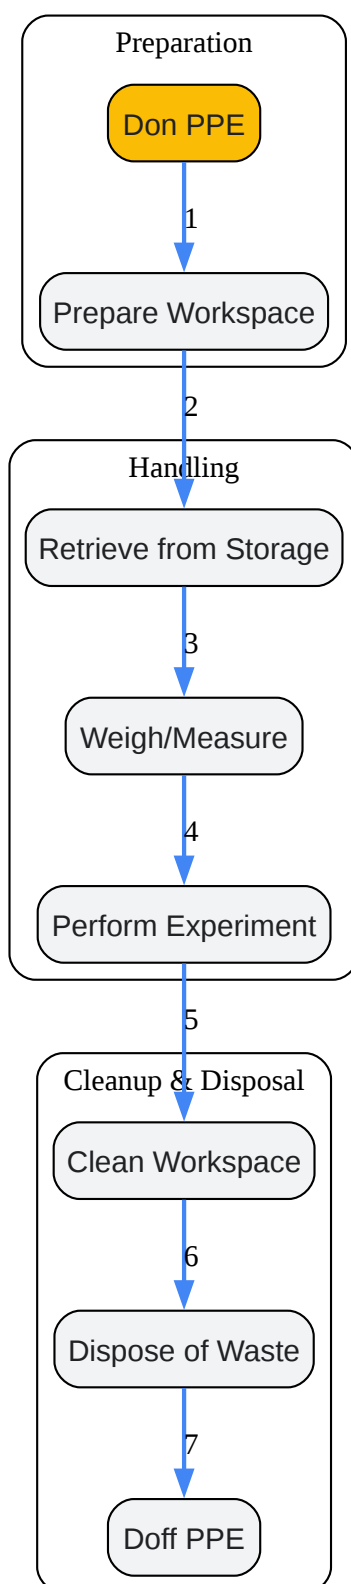 Preparation
Don PPE
1
Prepare Workspace
2
Handling
Retrieve from Storage
3
Weigh/Measure
4
Perform Experiment
5
Cleanup & Disposal
Clean Workspace
6
Dispose of Waste
7
Doff PPE